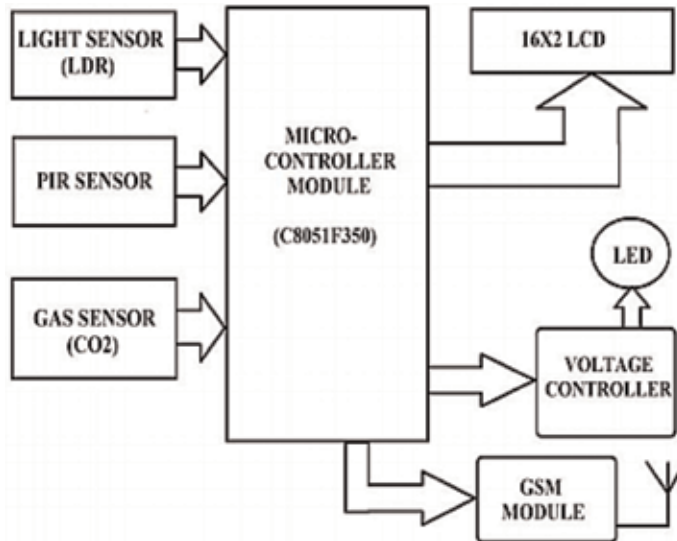 LIGHT SENSOR
(LDR)
PIR SENSOR
GAS SENSOR
(CO2)
MICRO-
CONTROLLER
MODULE
(C8051F350)
16X2 LCD
LED
VOLTAGE
CONTROLLER
GSM
MODULE